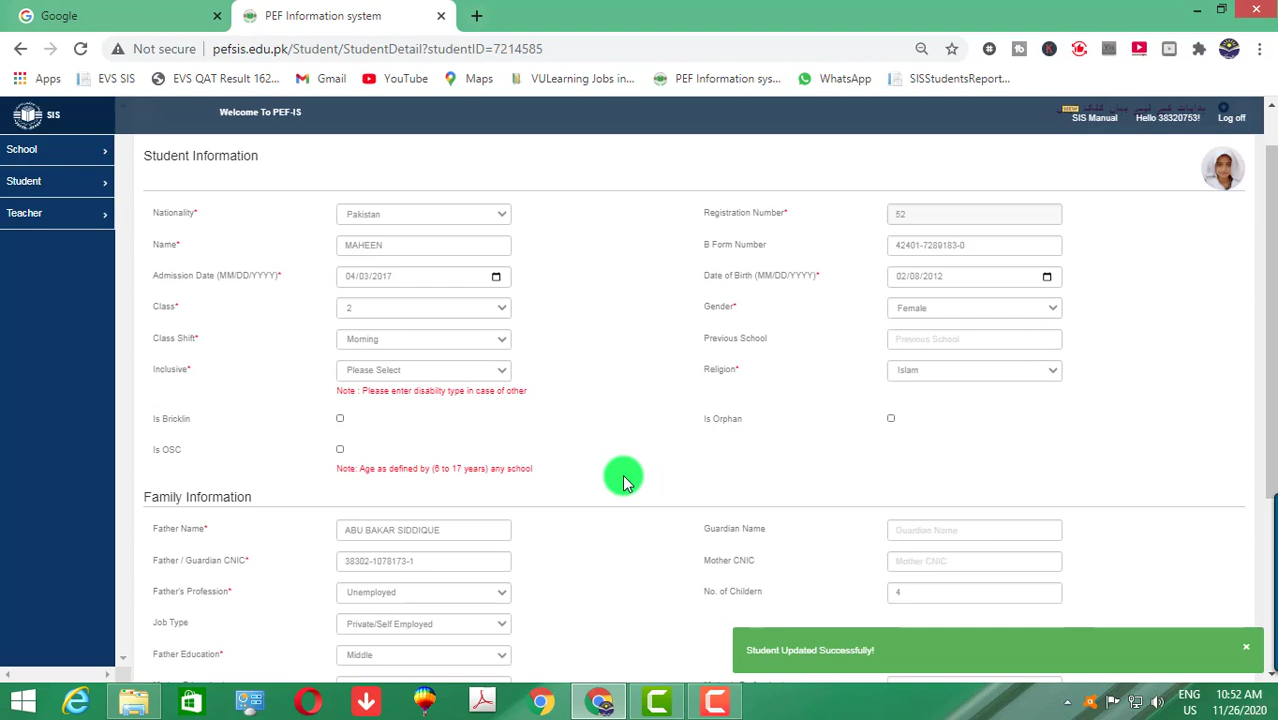 Google
PEF Information system
Not secure
pefsis.edu.pk/Student/StudentDetail?studentID=7214585
Apps
EVS SIS
EVS QAT Result 162...
Gmail
YouTube
Maps
VULearning Jobs in...
PEF Information sys...
WhatsApp
SISStudentsReport...
SIS
Welcome To PEF-IS
NEW
SIS Manual
Hello 38320753!
Log off
School
Student
Teacher
Student Information
Nationality*
Pakistan
Registration Number*
52
Name*
MAHEEN
B Form Number
42401-7289183-0
Admission Date (MM/DD/YYYY)*
04/03/2017
Date of Birth (MM/DD/YYYY)*
02/08/2012
Class*
2
Gender*
Female
Class Shift*
Morning
Previous School
Previous School
Inclusive*
Please Select
Religion*
Islam
Note : Please enter disabilty type in case of other
Is Bricklin
Is Orphan
Is OSC
Note: Age as defined by (6 to 17 years) any school
Family Information
Father Name*
ABU BAKAR SIDDIQUE
Guardian Name
Guardian Name
Father / Guardian CNIC*
38302-1078173-1
Mother CNIC
Mother CNIC
Father's Profession*
Unemployed
No. of Childern
4
Job Type
Private/Self Employed
Father Education*
Middle
Student Updated Successfully!
ENG
US
10:52 AM
11/26/2020